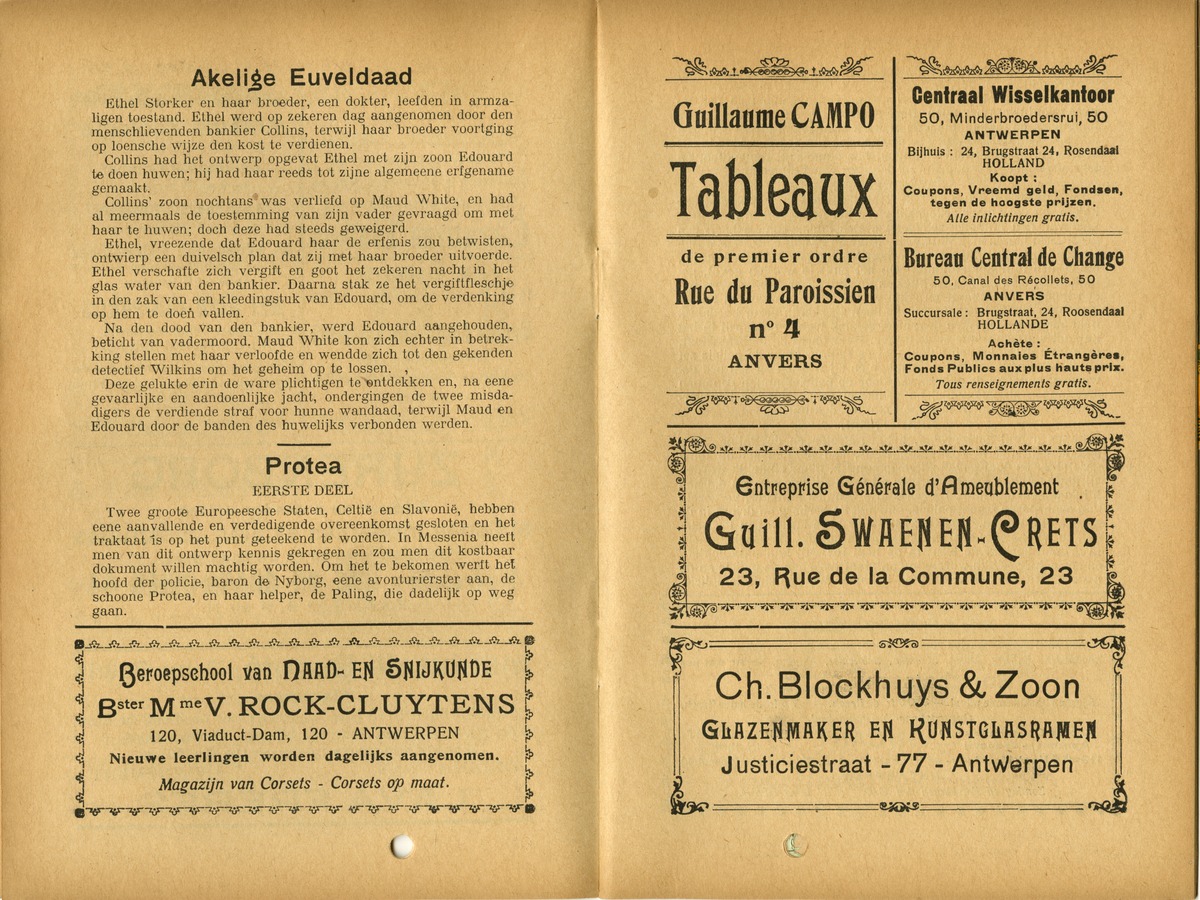 Akelige Euveldaad
Ethel Storker en haar broeder, een dokter, leefden in armza-
ligen toestand. Ethel werd op zekeren dag aangenomen door den
menschlievenden bankier Collins, terwijl haar broeder voortging
op loensche wijze den kost te verdienen.
Collins had het ontwerp opgevat Ethel met zijn zoon Edouard
te doen huwen; hij had haar reeds tot zijne algemeene erfgename
gemaakt.
Collins' zoon nochtans was verliefd op Maud White, en had
al meermaals de toestemming van zijn vader gevraagd om met
haar te huwen; doch deze had steeds geweigerd.
Ethel, vreezende dat Edouard haar de erfenis zou betwisten,
ontwierp een duivelsch plan dat zij met haar broeder uitvoerde.
Ethel verschafte zich vergift en goot het zekeren nacht in het
glas water van den bankier. Daarna stak ze het vergiftfleschje
in den zak van een kleedingstuk van Edouard, om de verdenking
op hem te doen vallen.
Na den dood van den bankier, werd Edouard aangehouden,
beticht van vadermoord. Maud White kon zich echter in betrek-
king stellen met haar verloofde en wendde zich tot den gekenden
detectief Wilkins om het geheim op te lossen.
Deze gelukte erin de ware plichtigen te ontdekken en, na eene
gevaarlijke en aandoenlijke jacht, ondergingen de twee misda-
digers de verdiende straf voor hunne wandaad, terwijl Maud en
Edouard door de banden des huwelijks verbonden werden.
Protea
EERSTE DEEL
Twee groote Europeesche Staten, Celtië en Slavonië, hebben
eene aanvallende en verdedigende overeenkomst gesloten en het
traktaat is op het punt geteekend te worden. In Messenia neeft
men van dit ontwerp kennis gekregen en zou men dit kostbaar
dokument willen machtig worden. Om het te bekomen werft het
hoofd der policie, baron de Nyborg, eene avonturierster aan, de
schoone Protea, en haar helper, de Paling, die dadelijk op weg
gaan.
Beroepschool van NAAD- EN SNIJKUNDE
Bster Mme V. ROCK-CLUYTENS
120, Viaduct-Dam, 120 - ANTWERPEN
Nieuwe leerlingen worden dagelijks aangenomen.
Magazijn van Corsets - Corsets op maat.
Guillaume CAMPO
Tableaux
de premier ordre
Rue du Paroissien
n° 4
ANVERS
Centraal Wisselkantoor
50, Minderbroedersrui, 50
ANTWERPEN
Bijhuis : 24, Brugstraat 24, Rosendaal
HOLLAND
Koopt :
Coupons, Vreemd geld, Fondsen,
tegen de hoogste prijzen.
Alle inlichtingen gratis.
Bureau Central de Change
50, Canal des Récollets, 50
ANVERS
Succursale : Brugstraat, 24, Roosendaal
HOLLANDE
Achète :
Coupons, Monnaies Étrangères,
Fonds Publics aux plus hauts prix.
Tous renseignements gratis.
Entreprise Générale d'Ameublement
Guill. SWAENEN-CRETS
23, Rue de la Commune, 23
Ch. Blockhuys & Zoon
GLAZENMAKER EN KUNSTGLASRAMEN
Justiciestraat - 77 - Antwerpen